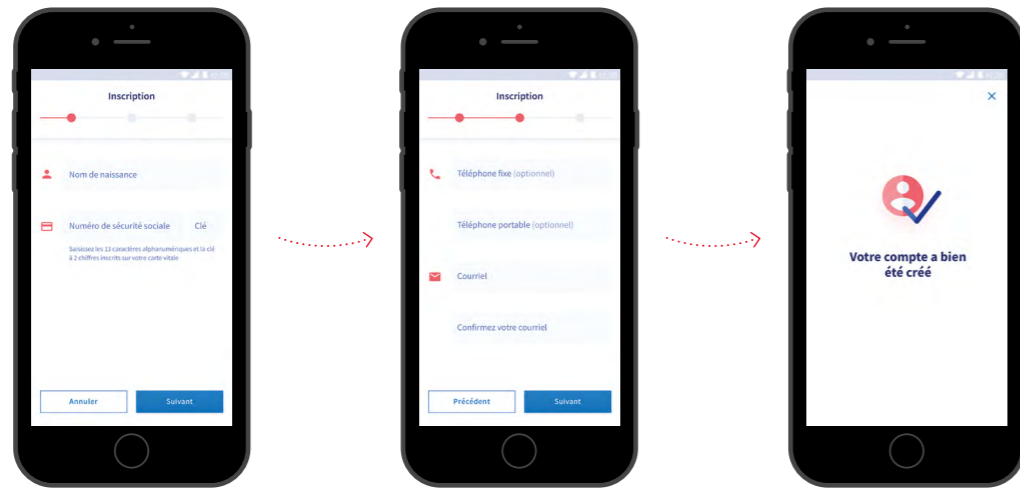 Inscription
Nom de naissance
Numéro de sécurité sociale Clé
Saisissez les 13 caractères alphanumériques et la clé
à 2 chiffres inscrits sur votre carte vitale
Annuler Suivant
Inscription
Téléphone fixe (optionnel)
Téléphone portable (optionnel)
Courriel
Confirmez votre courriel
Précédent Suivant
Votre compte a bien
été créé